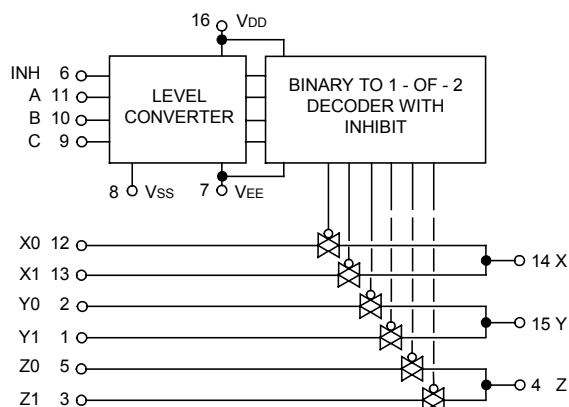 16 VDD
INH 6
A 11
B 10
C 9
LEVEL
CONVERTER
BINARY TO 1 - OF - 2
DECODER WITH
INHIBIT
8 VSS
7 VEE
X0 12
X1 13
14 X
Y0 2
Y1 1
15 Y
Z0 5
Z1 3
4 Z